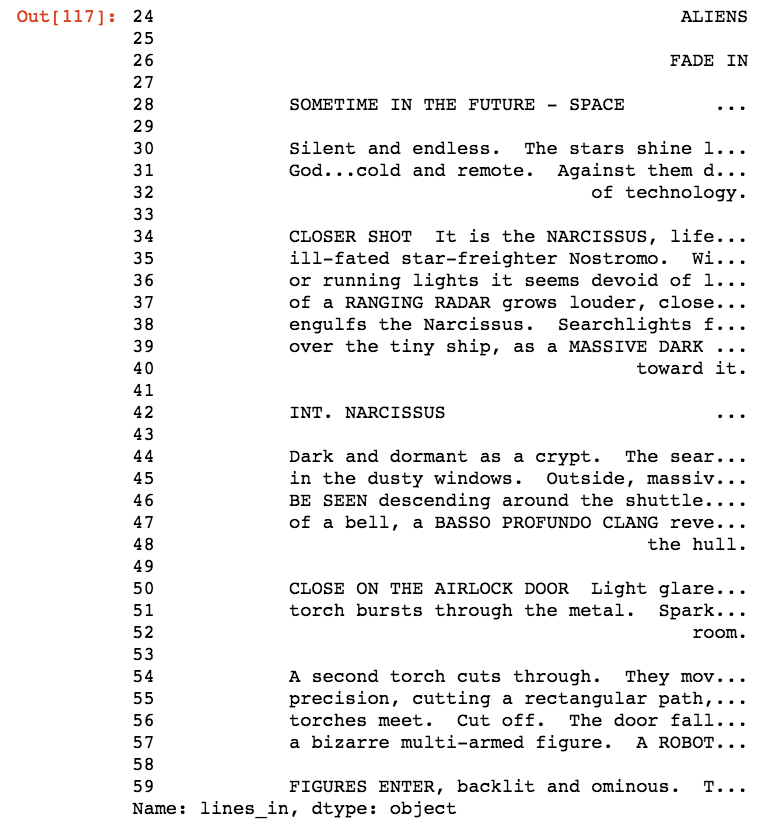 Out[117]: 24 ALIENS
25
26 FADE IN
27
28 SOMETIME IN THE FUTURE - SPACE ...
29
30 Silent and endless.  The stars shine l...
31 God...cold and remote.  Against them d...
32 of technology.
33
34 CLOSER SHOT  It is the NARCISSUS, life...
35 ill-fated star-freighter Nostromo.  Wi...
36 or running lights it seems devoid of l...
37 of a RANGING RADAR grows louder, close...
38 engulfs the Narcissus.  Searchlights f...
39 over the tiny ship, as a MASSIVE DARK ...
40 toward it.
41
42 INT. NARCISSUS ...
43
44 Dark and dormant as a crypt.  The sear...
45 in the dusty windows.  Outside, massiv...
46 BE SEEN descending around the shuttle....
47 of a bell, a BASSO PROFUNDO CLANG reve...
48 the hull.
49
50 CLOSE ON THE AIRLOCK DOOR  Light glare...
51 torch bursts through the metal.  Spark...
52 room.
53
54 A second torch cuts through.  They mov...
55 precision, cutting a rectangular path,...
56 torches meet.  Cut off.  The door fall...
57 a bizarre multi-armed figure.  A ROBOT...
58
59 FIGURES ENTER, backlit and ominous.  T...
Name: lines_in, dtype: object